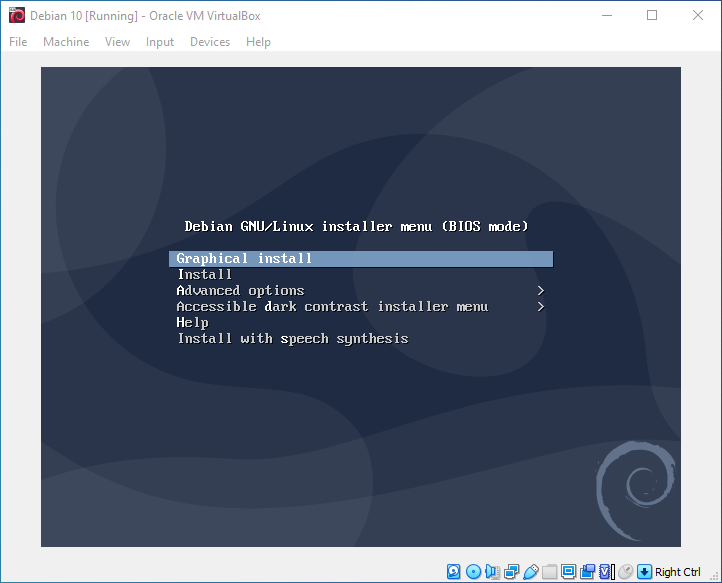 Debian 10 [Running] - Oracle VM VirtualBox
File Machine View Input Devices Help
Debian GNU/Linux installer menu (BIOS mode)
Graphical install
Install
Advanced options >
Accessible dark contrast installer menu >
Help
Install with speech synthesis
Right Ctrl